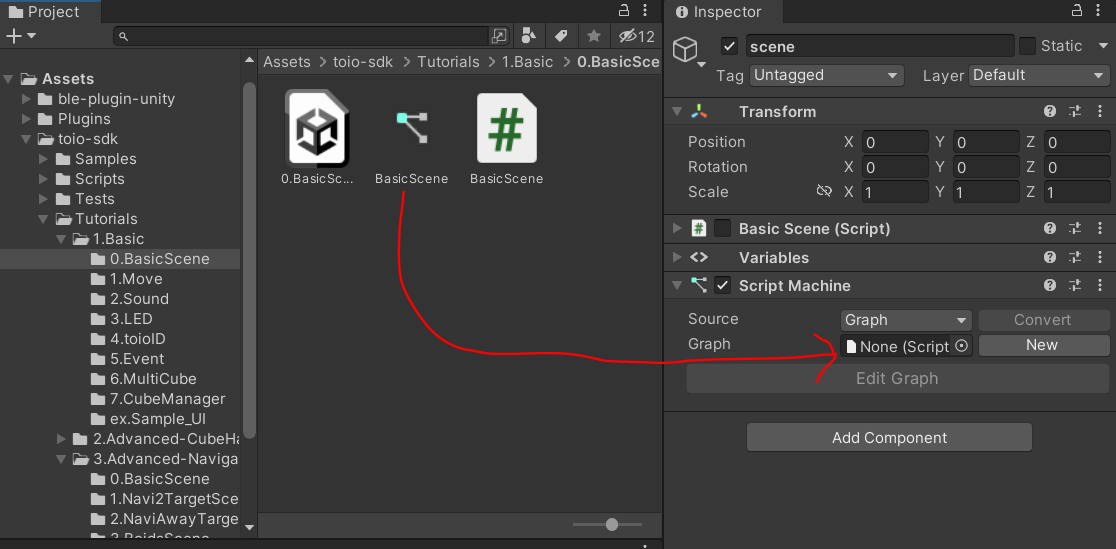 Project
12
Assets
ble-plugin-unity
Plugins
toio-sdk
Samples
Scripts
Tests
Tutorials
1.Basic
0.BasicScene
1.Move
2.Sound
3.LED
4.toioID
5.Event
6.MultiCube
7.CubeManager
ex.Sample_UI
2.Advanced-CubeHa
3.Advanced-Naviga
0.BasicScene
1.Navi2TargetSce
2.NaviAwayTarge
3.BoidsScene
Assets > toio-sdk > Tutorials > 1.Basic > 0.BasicSce
0.BasicSc...
BasicScene
#
BasicScene
Inspector
scene
Static
Tag Untagged
Layer Default
Transform
Position X 0 Y 0 Z 0
Rotation X 0 Y 0 Z 0
Scale X 1 Y 1 Z 1
# Basic Scene (Script)
Variables
Script Machine
Source Graph Convert
Graph None (Script New
Edit Graph
Add Component